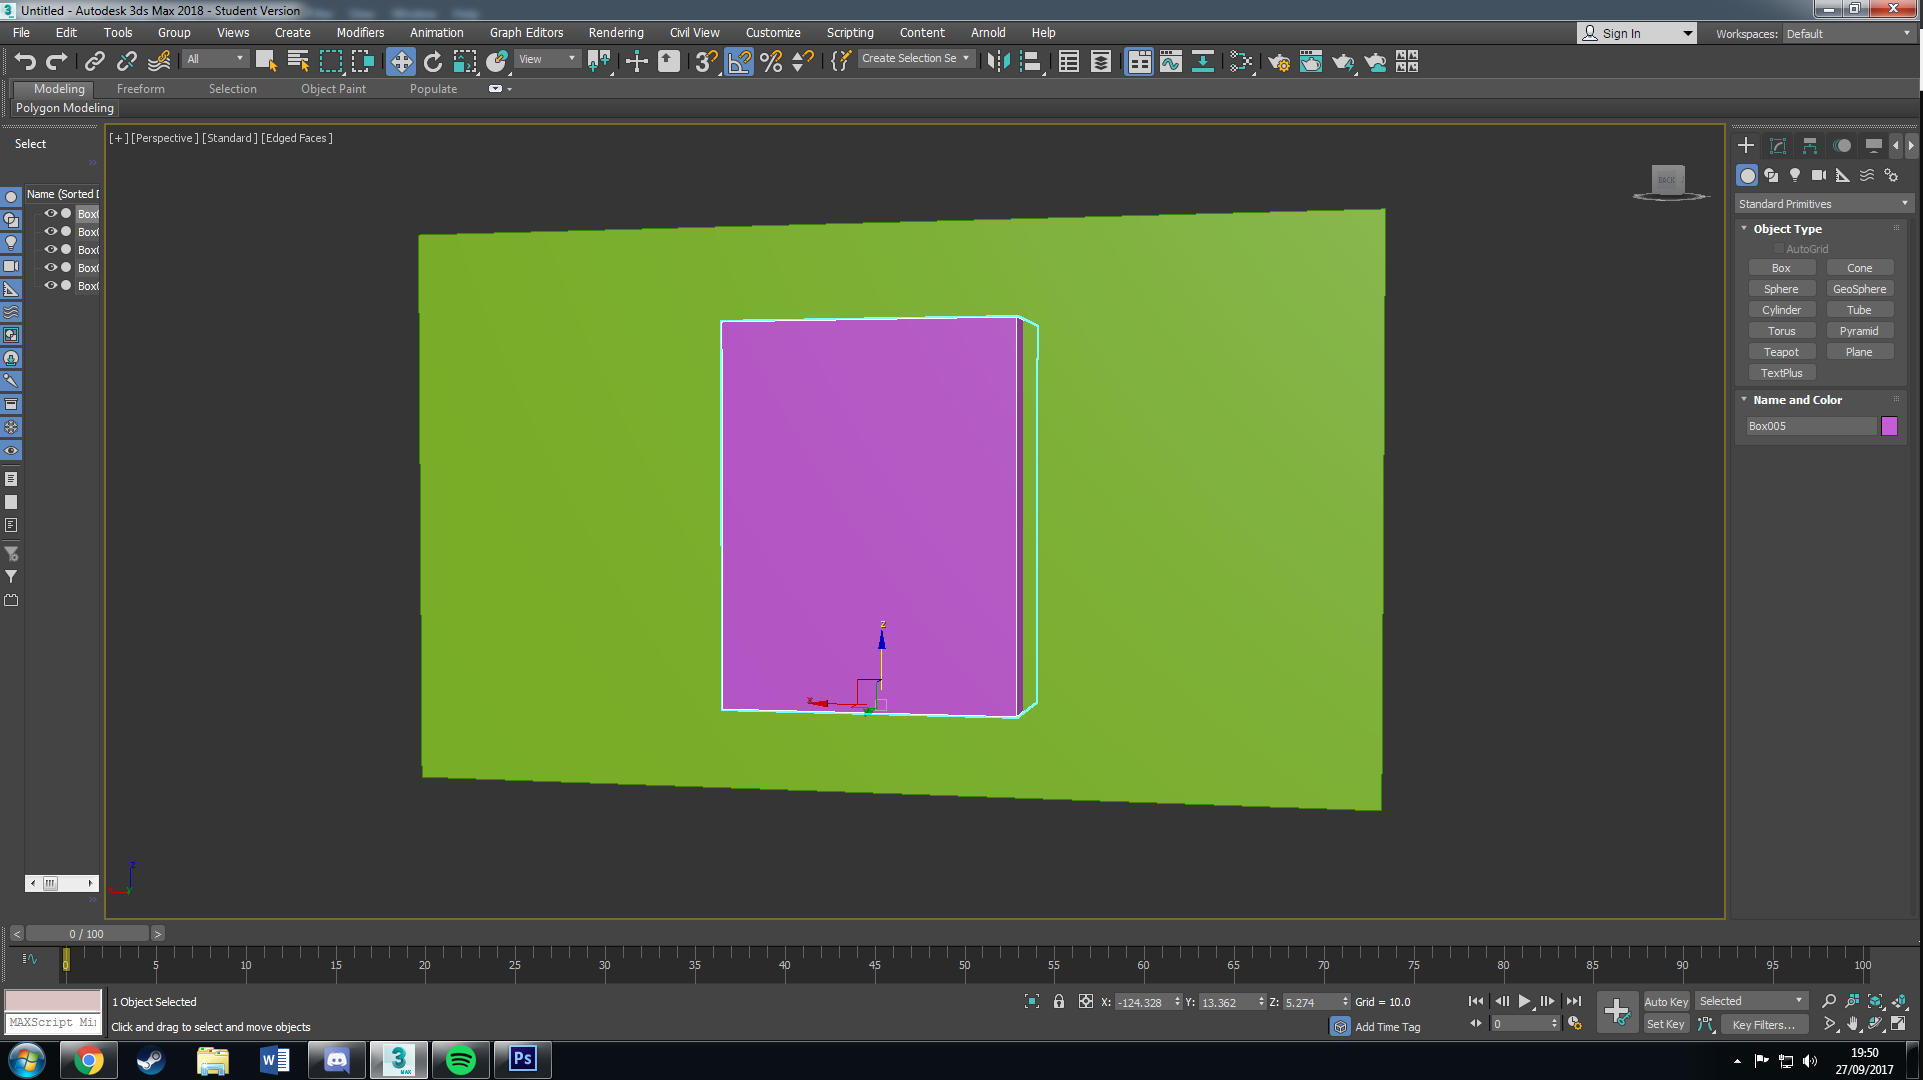 Untitled - Autodesk 3ds Max 2018 - Student Version
File Edit Tools Group Views Create Modifiers Animation Graph Editors Rendering Civil View Customize Scripting Content Arnold Help
Sign In Workspaces: Default
All View Create Selection Se
Modeling Freeform Selection Object Paint Populate
Polygon Modeling
Select
[+] [Perspective] [Standard] [Edged Faces]
BACK
Name (Sorted
Box
Box
Box
Box
Box
Standard Primitives
Object Type
AutoGrid
Box Cone
Sphere GeoSphere
Cylinder Tube
Torus Pyramid
Teapot Plane
TextPlus
Name and Color
Box005
z
x
z
0 / 100
0 5 10 15 20 25 30 35 40 45 50 55 60 65 70 75 80 85 90 95 100
1 Object Selected
X: -124.328 Y: 13.362 Z: 5.274 Grid = 10.0
Auto Key Selected
MAXScript Mi
Click and drag to select and move objects
Add Time Tag
0
Set Key Key Filters...
W
3
MAX
Ps
19:50
27/09/2017